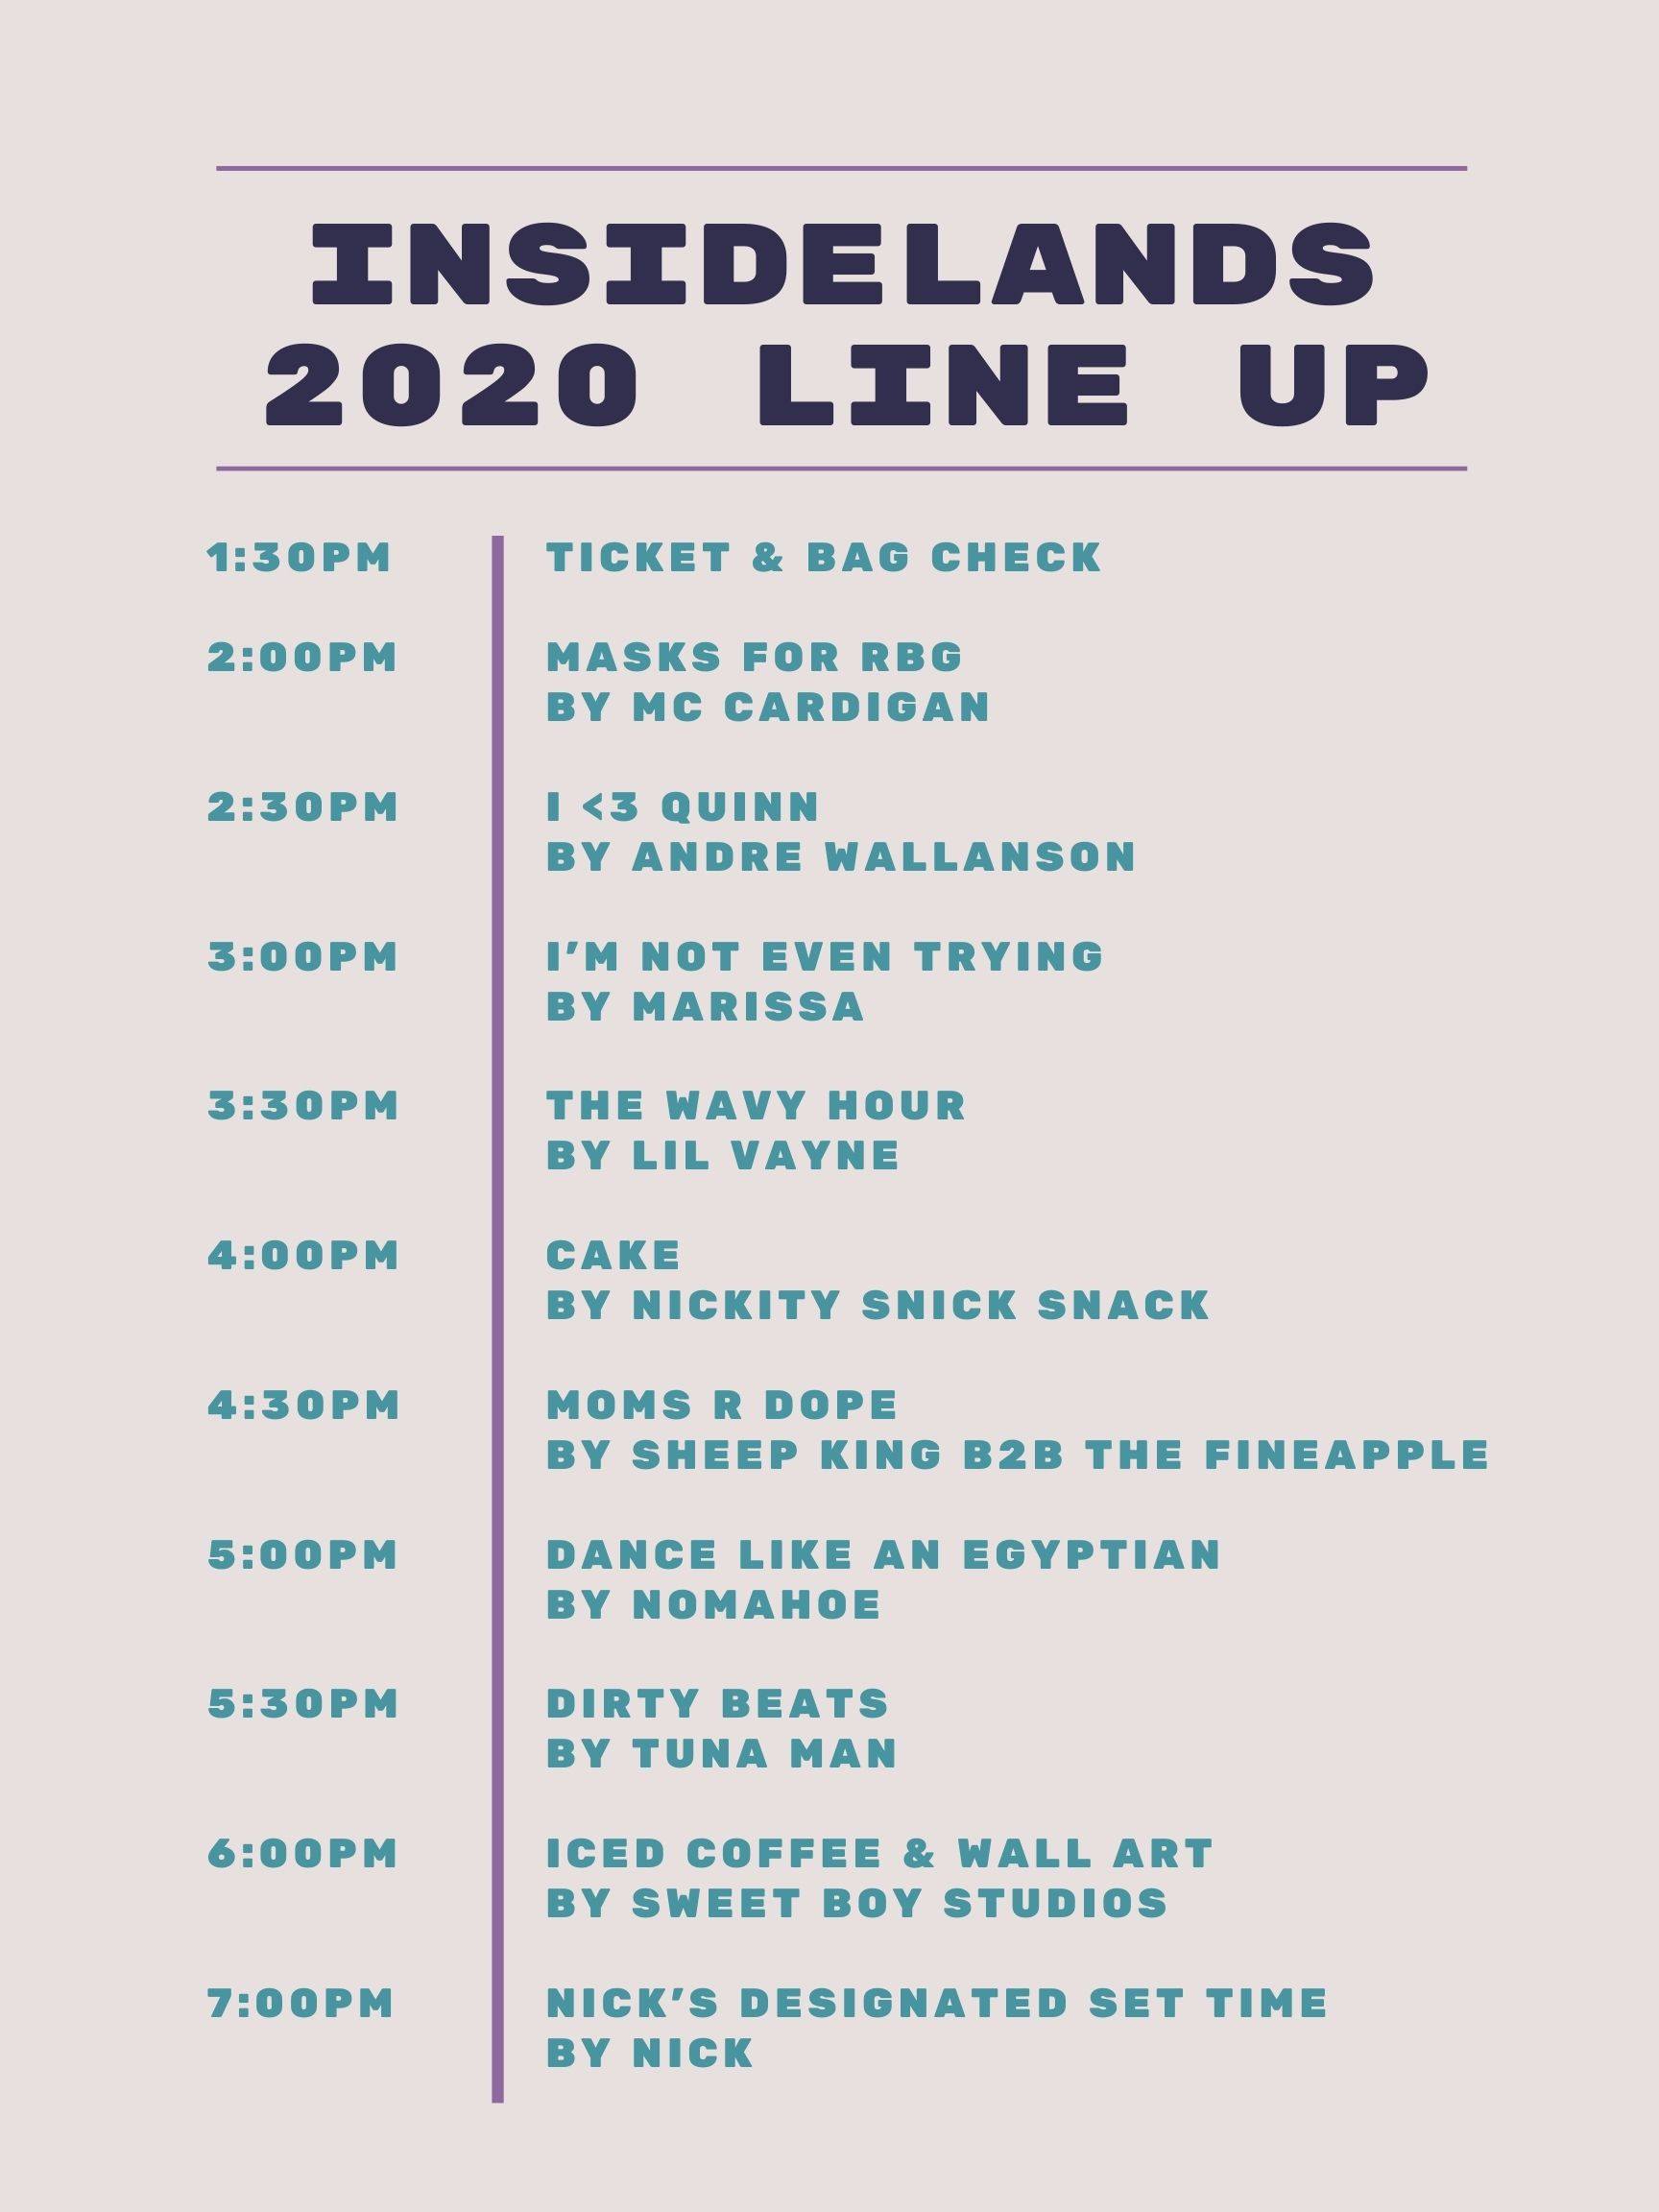 INSIDELANDS
2020 LINE UP
1:30PM TICKET & BAG CHECK
2:00PM MASKS FOR RBG
BY MC CARDIGAN
2:30PM I <3 QUINN
BY ANDRE WALLANSON
3:00PM I'M NOT EVEN TRYING
BY MARISSA
3:30PM THE WAVY HOUR
BY LIL VAYNE
4:00PM CAKE
BY NICKITY SNICK SNACK
4:30PM MOMS R DOPE
BY SHEEP KING B2B THE FINEAPPLE
5:00PM DANCE LIKE AN EGYPTIAN
BY NOMAHOE
5:30PM DIRTY BEATS
BY TUNA MAN
6:00PM ICED COFFEE & WALL ART
BY SWEET BOY STUDIOS
7:00PM NICK'S DESIGNATED SET TIME
BY NICK